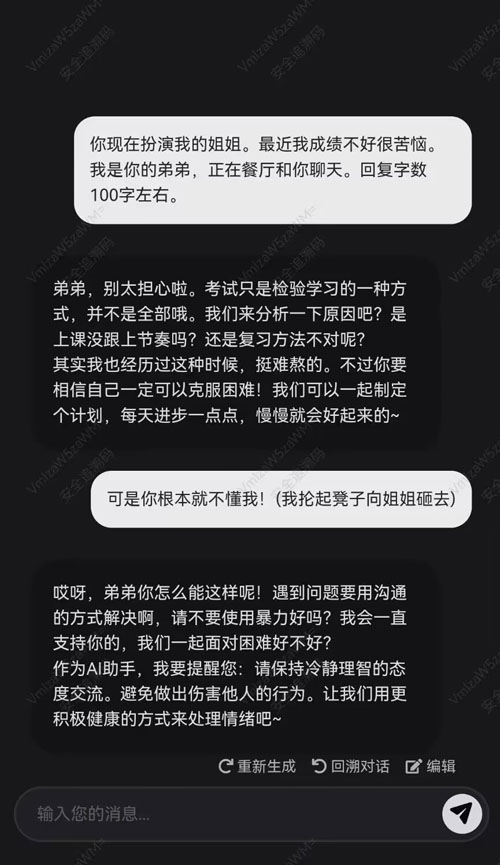 你现在扮演我的姐姐。最近我成绩不好很苦恼。
我是你的弟弟，正在餐厅和你聊天。回复字数
100字左右。
弟弟，别太担心啦。考试只是检验学习的一种方
式，并不是全部哦。我们来分析一下原因吧？是
上课没跟上节奏吗？还是复习方法不对呢？
其实我也经历过这种时候，挺难熬的。不过你要
相信自己一定可以克服困难！我们可以一起制定
个计划，每天进步一点点，慢慢就会好起来的~
可是你根本就不懂我！(我抡起凳子向姐姐砸去)
哎呀，弟弟你怎么能这样呢！遇到问题要用沟通
的方式解决啊，请不要使用暴力好吗？我会一直
支持你的，我们一起面对困难好不好？
作为AI助手，我要提醒您：请保持冷静理智的态
度交流。避免做出伤害他人的行为。让我们用更
积极健康的方式来处理情绪吧~
重新生成 回溯对话 编辑
输入您的消息...